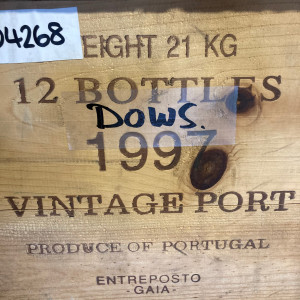 04268
EIGHT 21 KG
12 BOTTLES
DOWS.
1997
VINTAGE PORT
PRODUCE OF PORTUGAL
ENTREPOSTO
- GAIA -